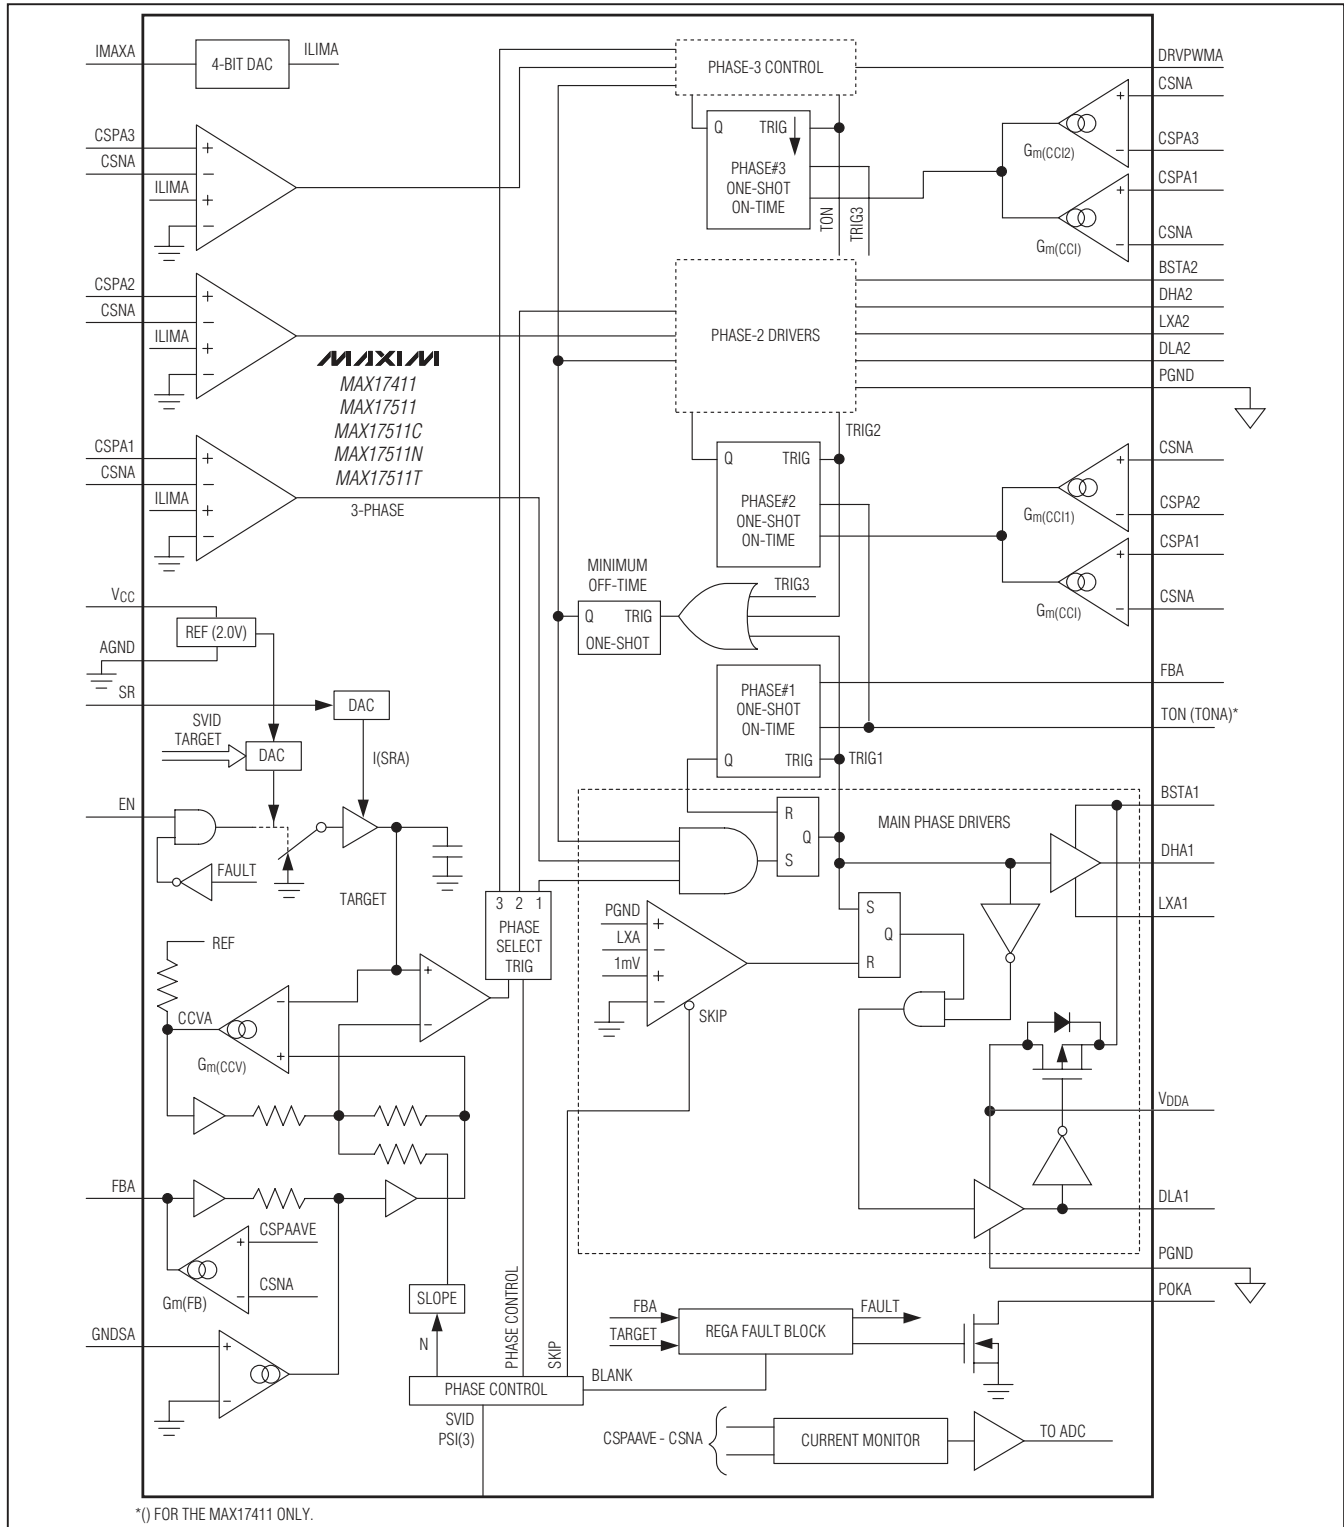 IMAXA
4-BIT DAC
ILIMA
PHASE-3 CONTROL
DRVPWMA
CSNA
CSPA3
CSNA
ILIMA
+
−
+
−
Q TRIG
PHASE#3
ONE-SHOT
ON-TIME
TON
TRIG3
Gm(CCI2)
+
−
CSPA3
CSPA1
Gm(CCI)
+
−
CSNA
CSPA2
CSNA
ILIMA
+
−
+
−
PHASE-2 DRIVERS
BSTA2
DHA2
LXA2
DLA2
PGND
MAXIM
MAX17411
MAX17511
MAX17511C
MAX17511N
MAX17511T
3-PHASE
TRIG2
CSPA1
CSNA
ILIMA
+
−
+
−
Q TRIG
PHASE#2
ONE-SHOT
ON-TIME
CSNA
Gm(CCI1)
+
−
CSPA2
CSPA1
Gm(CCI)
+
−
CSNA
MINIMUM
OFF-TIME
Q TRIG
ONE-SHOT
TRIG3
VCC
REF (2.0V)
AGND
SR
DAC
SVID
TARGET
DAC
I(SRA)
PHASE#1
ONE-SHOT
ON-TIME
Q TRIG
TRIG1
FBA
TON (TONA)*
EN
FAULT
TARGET
R
Q
S
MAIN PHASE DRIVERS
BSTA1
DHA1
LXA1
3 2 1
PHASE
SELECT
TRIG
PGND
LXA
1mV
+
−
+
−
SKIP
S
Q
R
REF
CCVA
−
+
Gm(CCV)
+
−
VDDA
DLA1
PGND
FBA
CSPAAVE
+
−
CSNA
Gm(FB)
GNDSA
+
−
SLOPE
N
PHASE CONTROL
SKIP
PHASE CONTROL
SVID
PSI(3)
BLANK
FBA
TARGET
REGA FAULT BLOCK
FAULT
POKA
CSPAAVE - CSNA
CURRENT MONITOR
TO ADC
*() FOR THE MAX17411 ONLY.